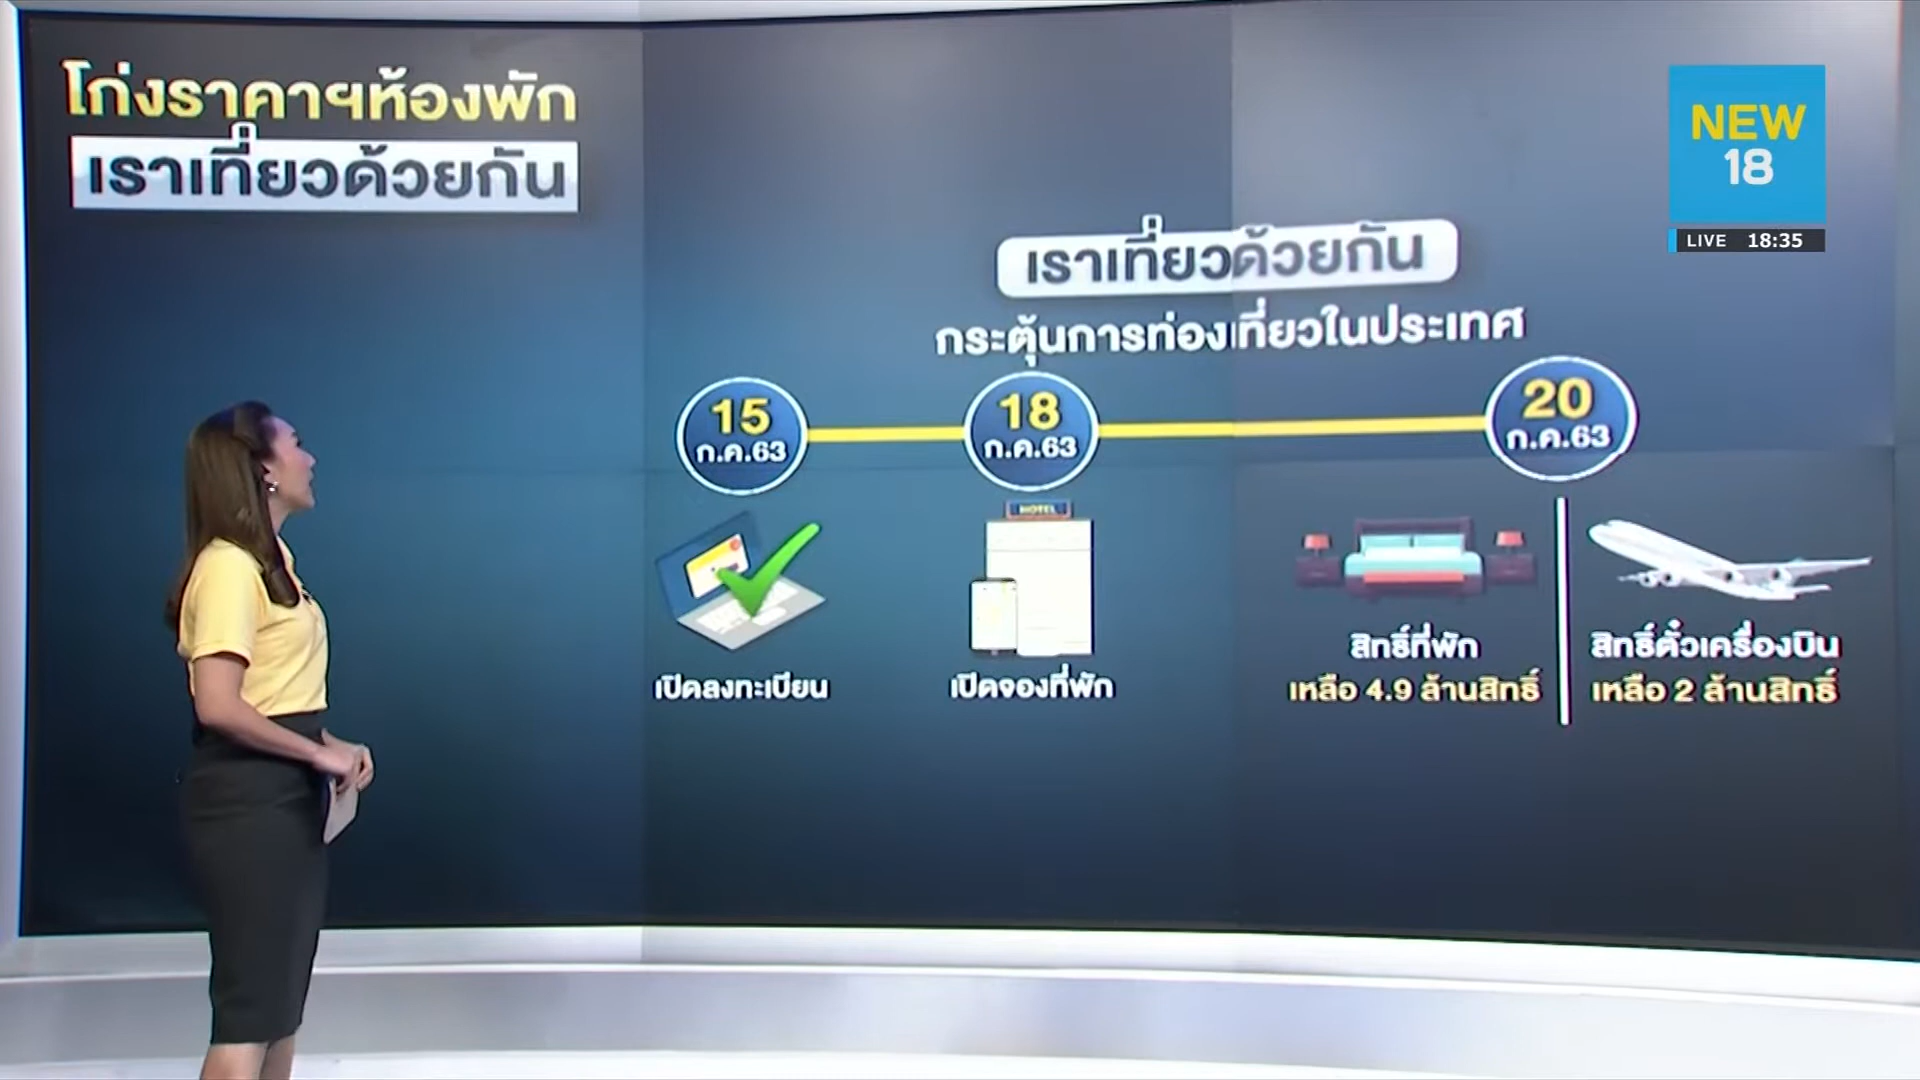 โก่งราคาฯห้องพัก
เราเที่ยวด้วยกัน
NEW
18
LIVE 18:35
เราเที่ยวด้วยกัน
กระตุ้นการท่องเที่ยวในประเทศ
15
ก.ค.63
18
ก.ค.63
20
ก.ค.63
HOTEL
เปิดลงทะเบียน
เปิดจองที่พัก
สิทธิ์ที่พัก
เหลือ 4.9 ล้านสิทธิ์
สิทธิ์ตั๋วเครื่องบิน
เหลือ 2 ล้านสิทธิ์